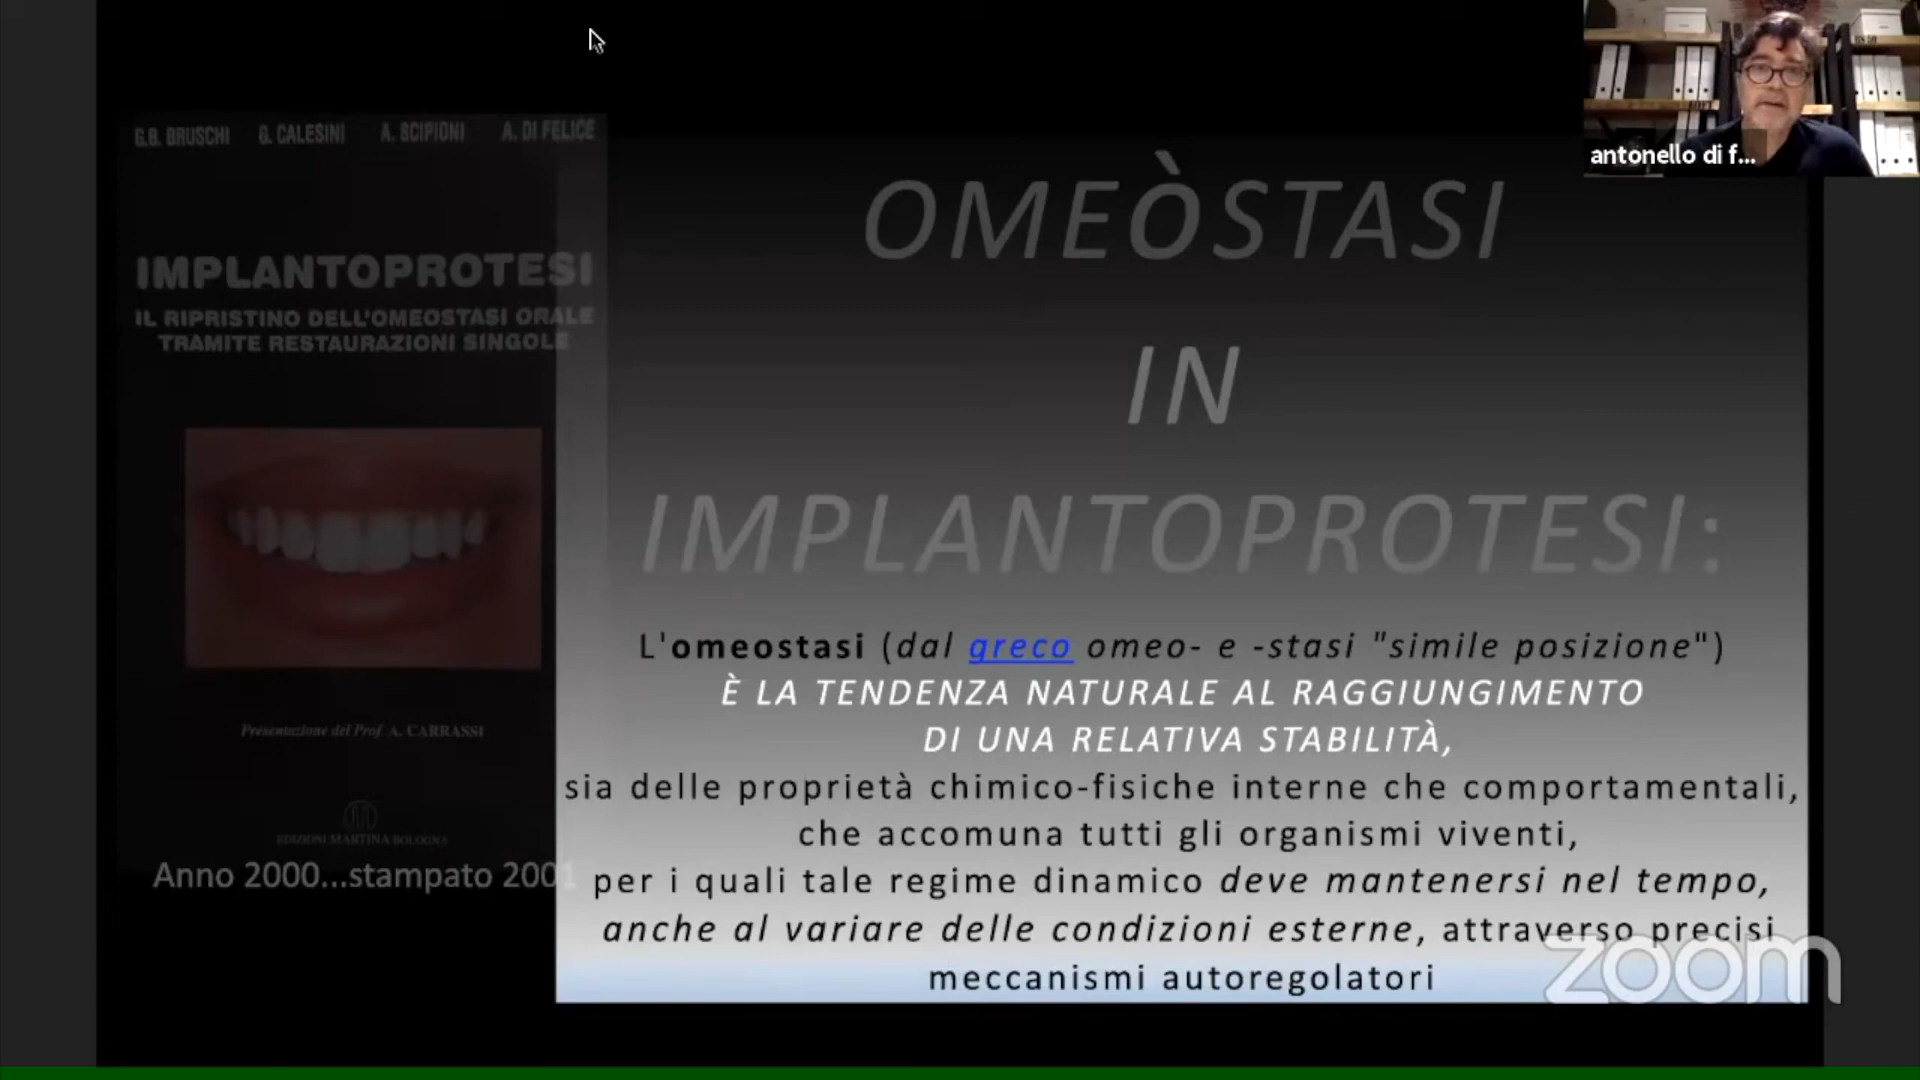 antonello di f...
G.B. BRUSCHI G. CALESINI A. SCIPIONI A. DI FELICE
IMPLANTOPROTESI
IL RIPRISTINO DELL'OMEOSTASI ORALE
TRAMITE RESTAURAZIONI SINGOLE
Presentazione del Prof. A. CARRASSI
EDIZIONI MARTINA BOLOGNA
Anno 2000...stampato 2001
OMEÒSTASI
IN
IMPLANTOPROTESI:
L'omeostasi (dal greco omeo- e -stasi "simile posizione")
È LA TENDENZA NATURALE AL RAGGIUNGIMENTO
DI UNA RELATIVA STABILITÀ,
sia delle proprietà chimico-fisiche interne che comportamentali,
che accomuna tutti gli organismi viventi,
per i quali tale regime dinamico deve mantenersi nel tempo,
anche al variare delle condizioni esterne, attraverso precisi
meccanismi autoregolatori
zoom